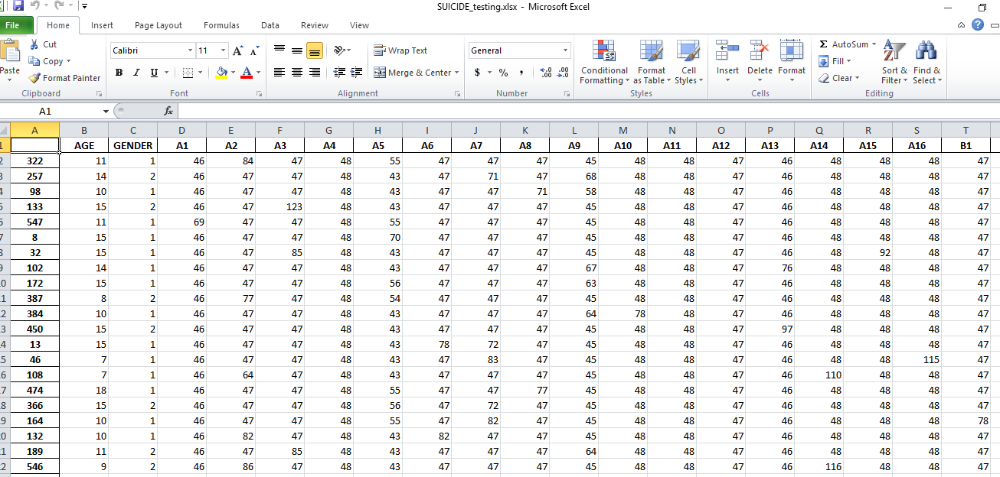 SUICIDE_testing.xlsx - Microsoft Excel
File Home Insert Page Layout Formulas Data Review View
Cut
Copy
Format Painter
Paste
Clipboard
Calibri 11
B I U
Font
Wrap Text
Merge & Center
Alignment
General
$ % ,
Number
Conditional Formatting
Format as Table
Cell Styles
Styles
Insert Delete Format
Cells
AutoSum
Fill
Clear
Sort & Filter
Find & Select
Editing
A1 fx
A B C D E F G H I J K L M N O P Q R S T
1 AGE GENDER A1 A2 A3 A4 A5 A6 A7 A8 A9 A10 A11 A12 A13 A14 A15 A16 B1
2 322 11 1 46 84 47 48 55 47 47 47 45 48 48 47 46 48 48 48 47
3 257 14 2 46 47 47 48 43 47 71 47 68 48 48 47 46 48 48 48 47
4 98 10 1 46 47 47 48 43 47 47 71 58 48 48 47 46 48 48 48 47
5 133 15 2 46 47 123 48 43 47 47 47 45 48 48 47 46 48 48 48 47
6 547 11 1 69 47 47 48 55 47 47 47 45 48 48 47 46 48 48 48 47
7 8 15 1 46 47 47 48 70 47 47 47 45 48 48 47 46 48 48 48 47
8 32 15 1 46 47 85 48 43 47 47 47 45 48 48 47 46 48 92 48 47
9 102 14 1 46 47 47 48 43 47 47 47 67 48 48 47 76 48 48 48 47
0 172 15 1 46 47 47 48 56 47 47 47 63 48 48 47 46 48 48 48 47
1 387 8 2 46 77 47 48 54 47 47 47 45 48 48 47 46 48 48 48 47
2 384 10 1 46 47 47 48 43 47 47 47 64 78 48 47 46 48 48 48 47
3 450 15 2 46 47 47 48 43 47 47 47 45 48 48 47 97 48 48 48 47
4 13 15 1 46 47 47 48 43 78 72 47 45 48 48 47 46 48 48 48 47
5 46 7 1 46 47 47 48 43 47 83 47 45 48 48 47 46 48 48 115 47
6 108 7 1 46 64 47 48 43 47 47 47 45 48 48 47 46 110 48 48 47
7 474 18 1 46 47 47 48 55 47 47 77 45 48 48 47 46 48 48 48 47
8 366 15 2 46 47 47 48 56 47 72 47 45 48 48 47 46 48 48 48 47
9 164 10 1 46 47 47 48 55 47 82 47 45 48 48 47 46 48 48 48 78
0 132 10 1 46 82 47 48 43 82 47 47 45 48 48 47 46 48 48 48 47
1 189 11 2 46 47 85 48 43 47 47 47 64 48 48 47 46 48 48 48 47
2 546 9 2 46 86 47 48 43 47 47 47 45 48 48 47 46 116 48 48 47